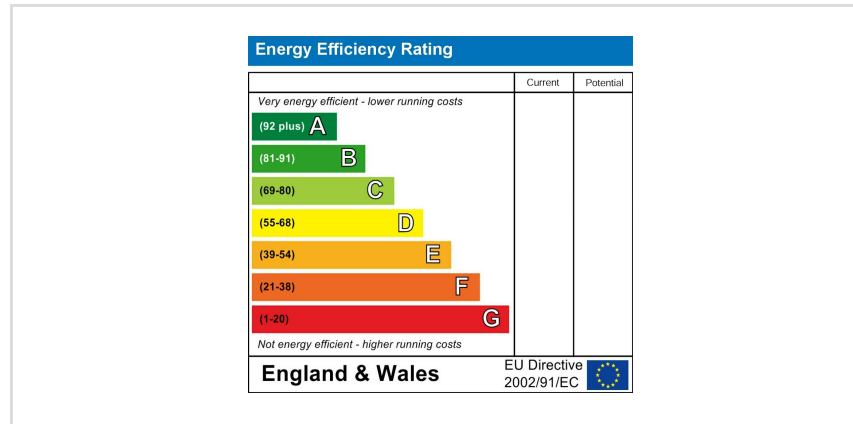 Energy Efficiency Rating
Current Potential
Very energy efficient - lower running costs
(92 plus) A
(81-91) B
(69-80) C
(55-68) D
(39-54) E
(21-38) F
(1-20) G
Not energy efficient - higher running costs
England & Wales
EU Directive
2002/91/EC